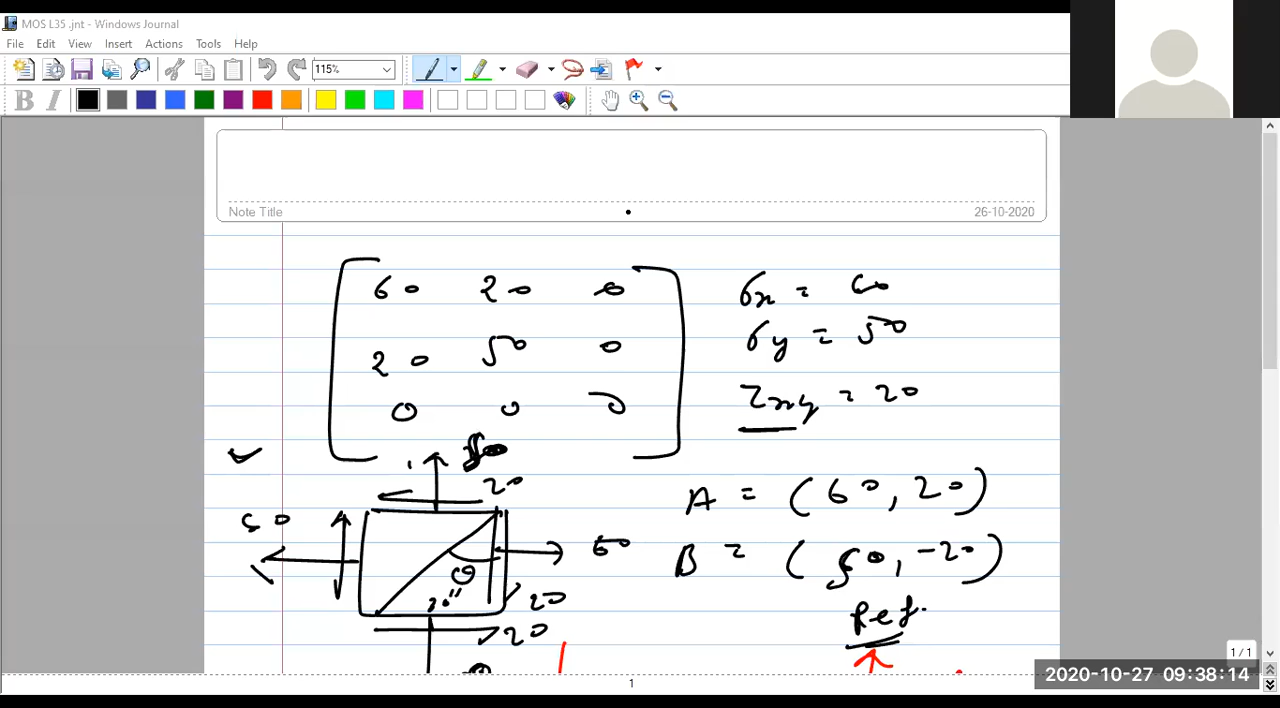 MOS L35 .jnt - Windows Journal
File Edit View Insert Actions Tools Help
115%
B I
Note Title
26-10-2020
60 20 0
20 50 0
0 0 0
σx = 60
σy = 50
τxy = 20
50
20
A = (60, 20)
60
60
B = (50, -20)
θ
20
20
Ref.
1 / 1
2020-10-27 09:38:14
1